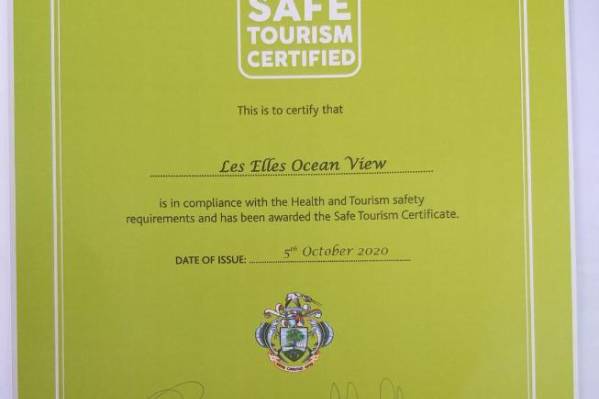 SAFE
TOURISM
CERTIFIED
This is to certify that
Les Elles Ocean View
is in compliance with the Health and Tourism safety
requirements and has been awarded the Safe Tourism Certificate.
5th October 2020
DATE OF ISSUE: